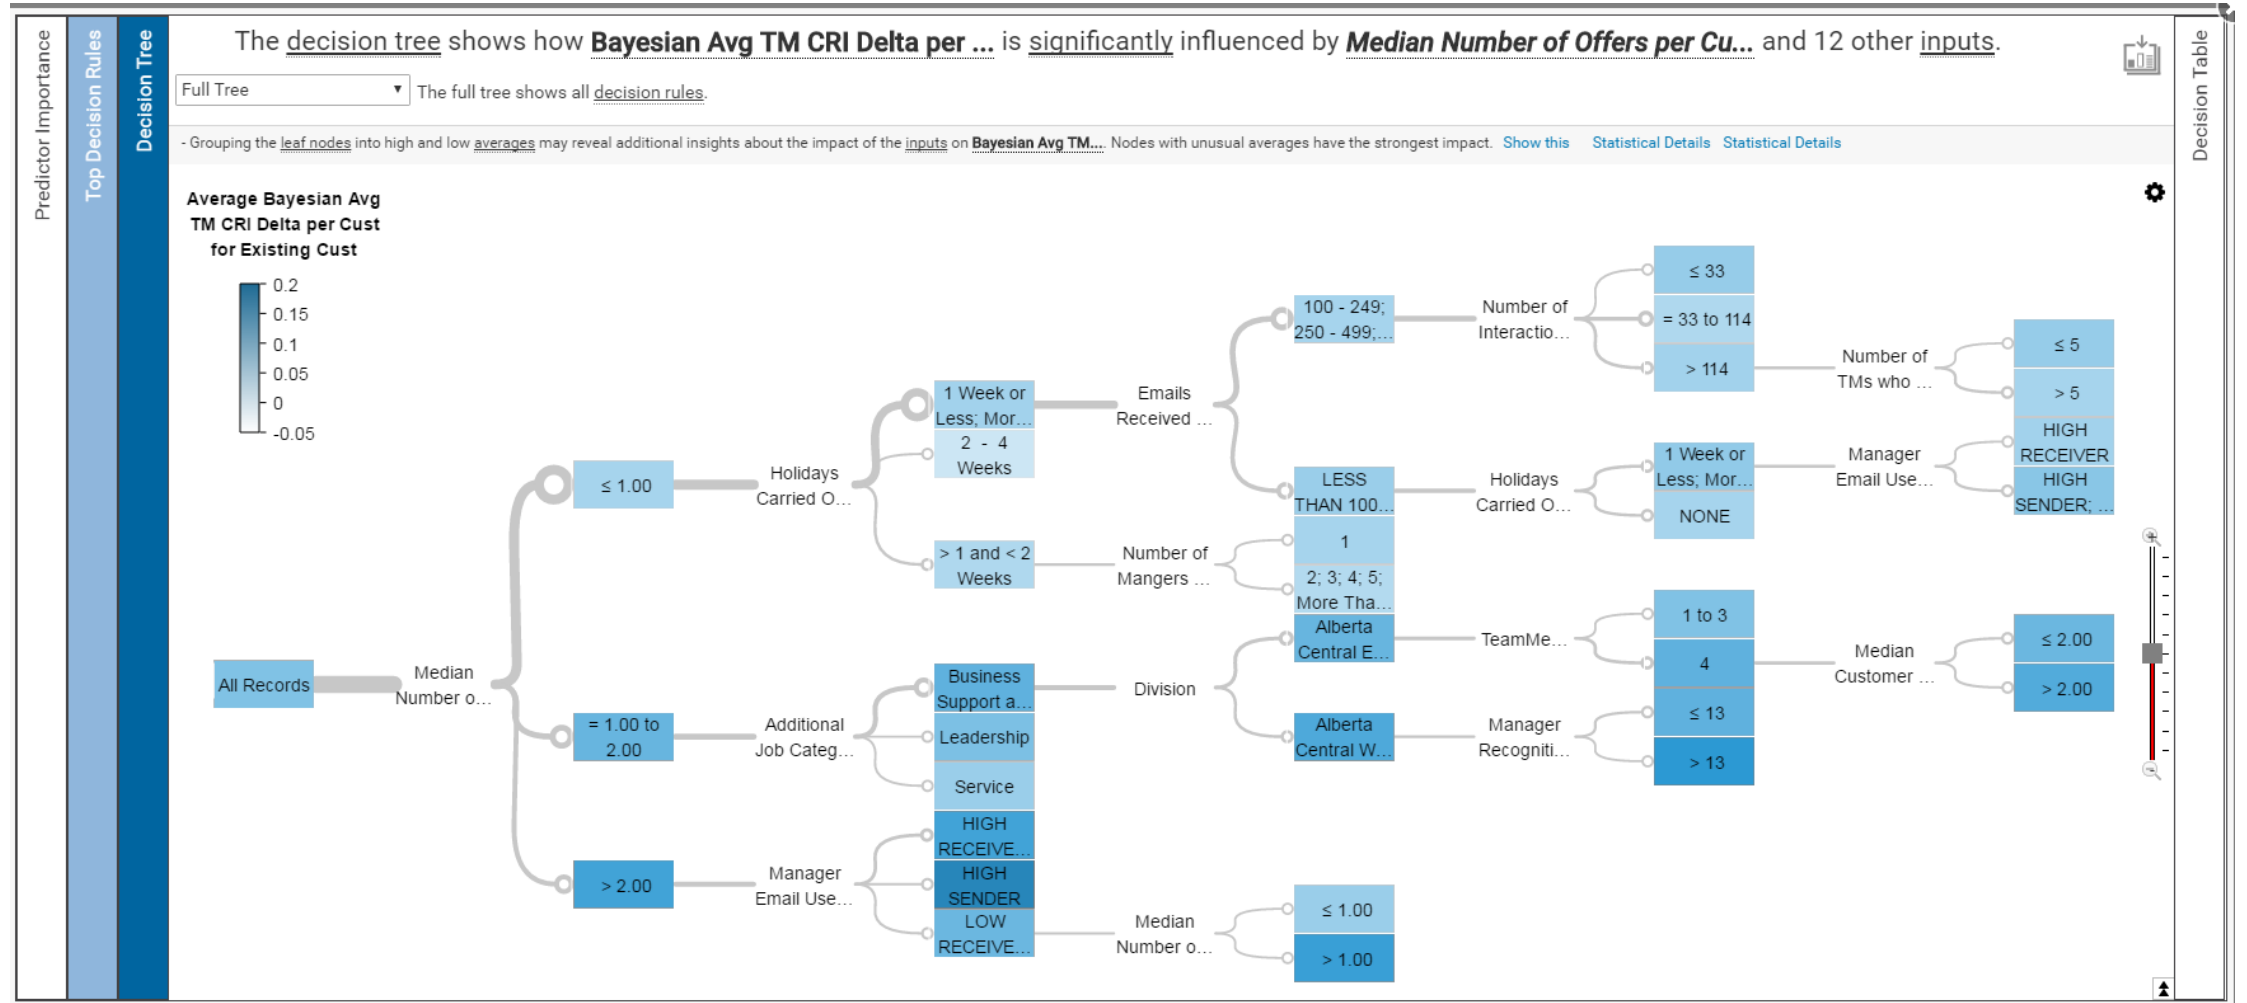 Predictor Importance
Top Decision Rules
Decision Tree
The decision tree shows how Bayesian Avg TM CRI Delta per ... is significantly influenced by Median Number of Offers per Cu... and 12 other inputs.
Full Tree
The full tree shows all decision rules.
- Grouping the leaf nodes into high and low averages may reveal additional insights about the impact of the inputs on Bayesian Avg TM.... Nodes with unusual averages have the strongest impact. Show this Statistical Details Statistical Details
Decision Table
Average Bayesian Avg
TM CRI Delta per Cust
for Existing Cust
0.2
0.15
0.1
0.05
0
-0.05
All Records
Median
Number o...
≤ 1.00
Holidays
Carried O...
1 Week or
Less; Mor...
2 - 4
Weeks
> 1 and < 2
Weeks
Emails
Received ...
100 - 249;
250 - 499;...
Number of
Interactio...
≤ 33
= 33 to 114
> 114
Number of
TMs who ...
≤ 5
> 5
LESS
THAN 100...
Holidays
Carried O...
1 Week or
Less; Mor...
NONE
Manager
Email Use...
HIGH
RECEIVER
HIGH
SENDER; ...
Number of
Mangers ...
1
2; 3; 4; 5;
More Tha...
= 1.00 to
2.00
Additional
Job Categ...
Business
Support a...
Leadership
Service
Division
Alberta
Central E...
TeamMe...
1 to 3
4
Median
Customer ...
≤ 2.00
> 2.00
Alberta
Central W...
Manager
Recogniti...
≤ 13
> 13
> 2.00
Manager
Email Use...
HIGH
RECEIVE...
HIGH
SENDER
LOW
RECEIVE...
Median
Number o...
≤ 1.00
> 1.00